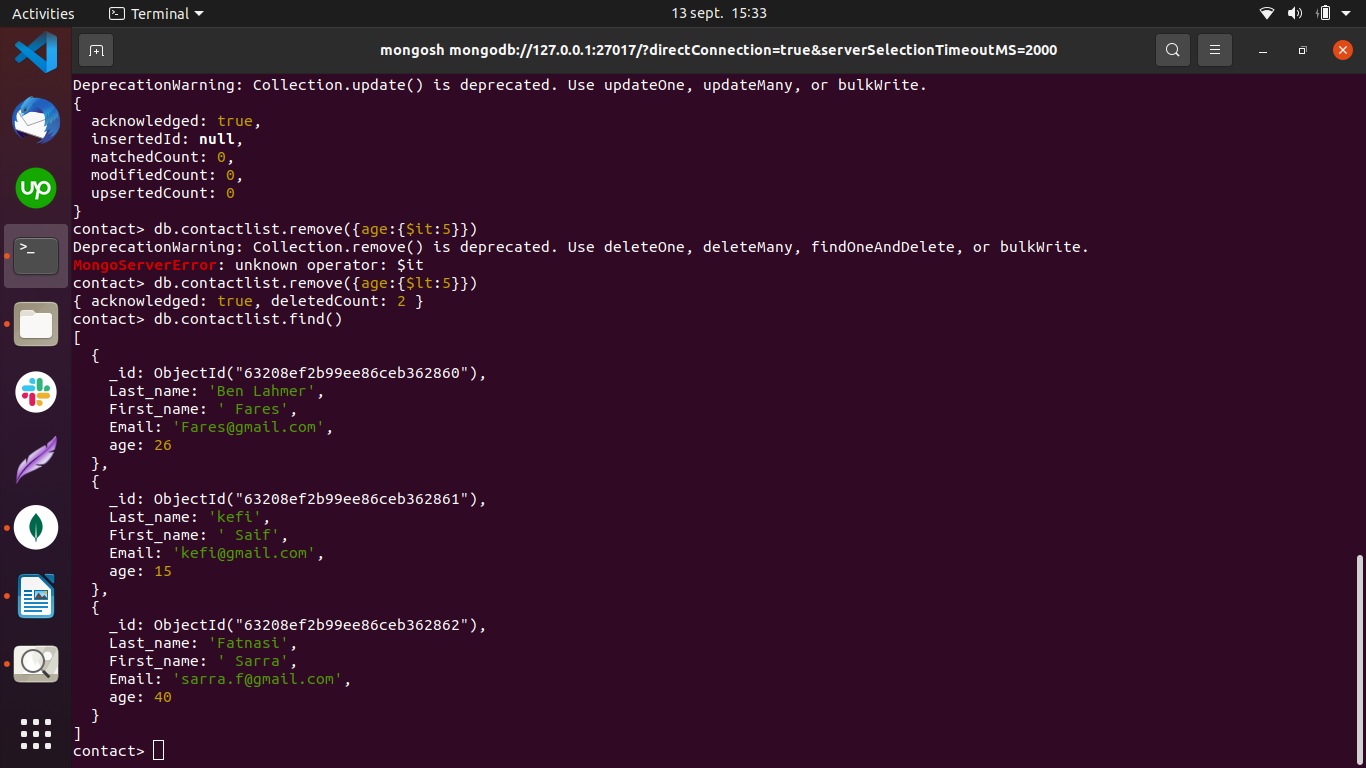 Activities
Terminal
13 sept. 15:33
mongosh mongodb://127.0.0.1:27017/?directConnection=true&serverSelectionTimeoutMS=2000
DeprecationWarning: Collection.update() is deprecated. Use updateOne, updateMany, or bulkWrite.
{
  acknowledged: true,
  insertedId: null,
  matchedCount: 0,
  modifiedCount: 0,
  upsertedCount: 0
}
contact> db.contactlist.remove({age:{$it:5}})
DeprecationWarning: Collection.remove() is deprecated. Use deleteOne, deleteMany, findOneAndDelete, or bulkWrite.
MongoServerError: unknown operator: $it
contact> db.contactlist.remove({age:{$lt:5}})
{ acknowledged: true, deletedCount: 2 }
contact> db.contactlist.find()
[
  {
    _id: ObjectId("63208ef2b99ee86ceb362860"),
    Last_name: 'Ben Lahmer',
    First_name: ' Fares',
    Email: 'Fares@gmail.com',
    age: 26
  },
  {
    _id: ObjectId("63208ef2b99ee86ceb362861"),
    Last_name: 'kefi',
    First_name: ' Saif',
    Email: 'kefi@gmail.com',
    age: 15
  },
  {
    _id: ObjectId("63208ef2b99ee86ceb362862"),
    Last_name: 'Fatnasi',
    First_name: ' Sarra',
    Email: 'sarra.f@gmail.com',
    age: 40
  }
]
contact>
up
>_